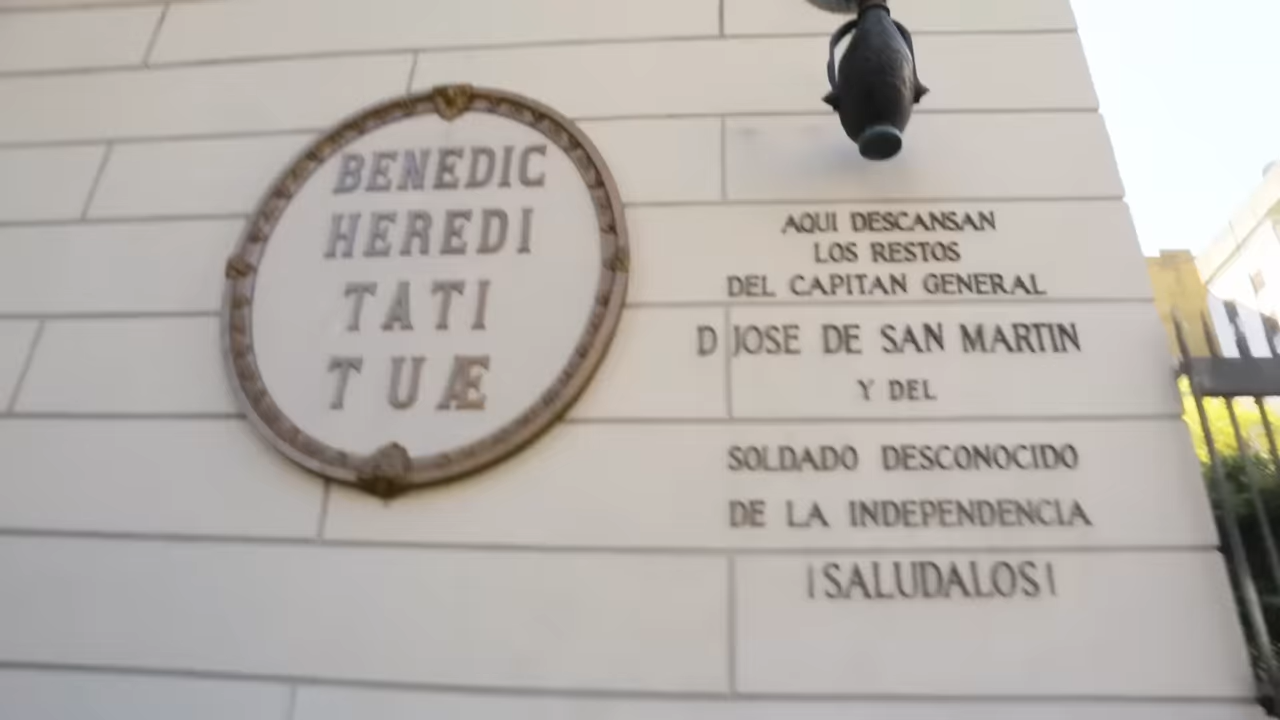 BENEDIC
HEREDI
TATI
TUÆ
AQUI DESCANSAN
LOS RESTOS
DEL CAPITAN GENERAL
D JOSE DE SAN MARTIN
Y DEL
SOLDADO DESCONOCIDO
DE LA INDEPENDENCIA
¡SALUDALOS!